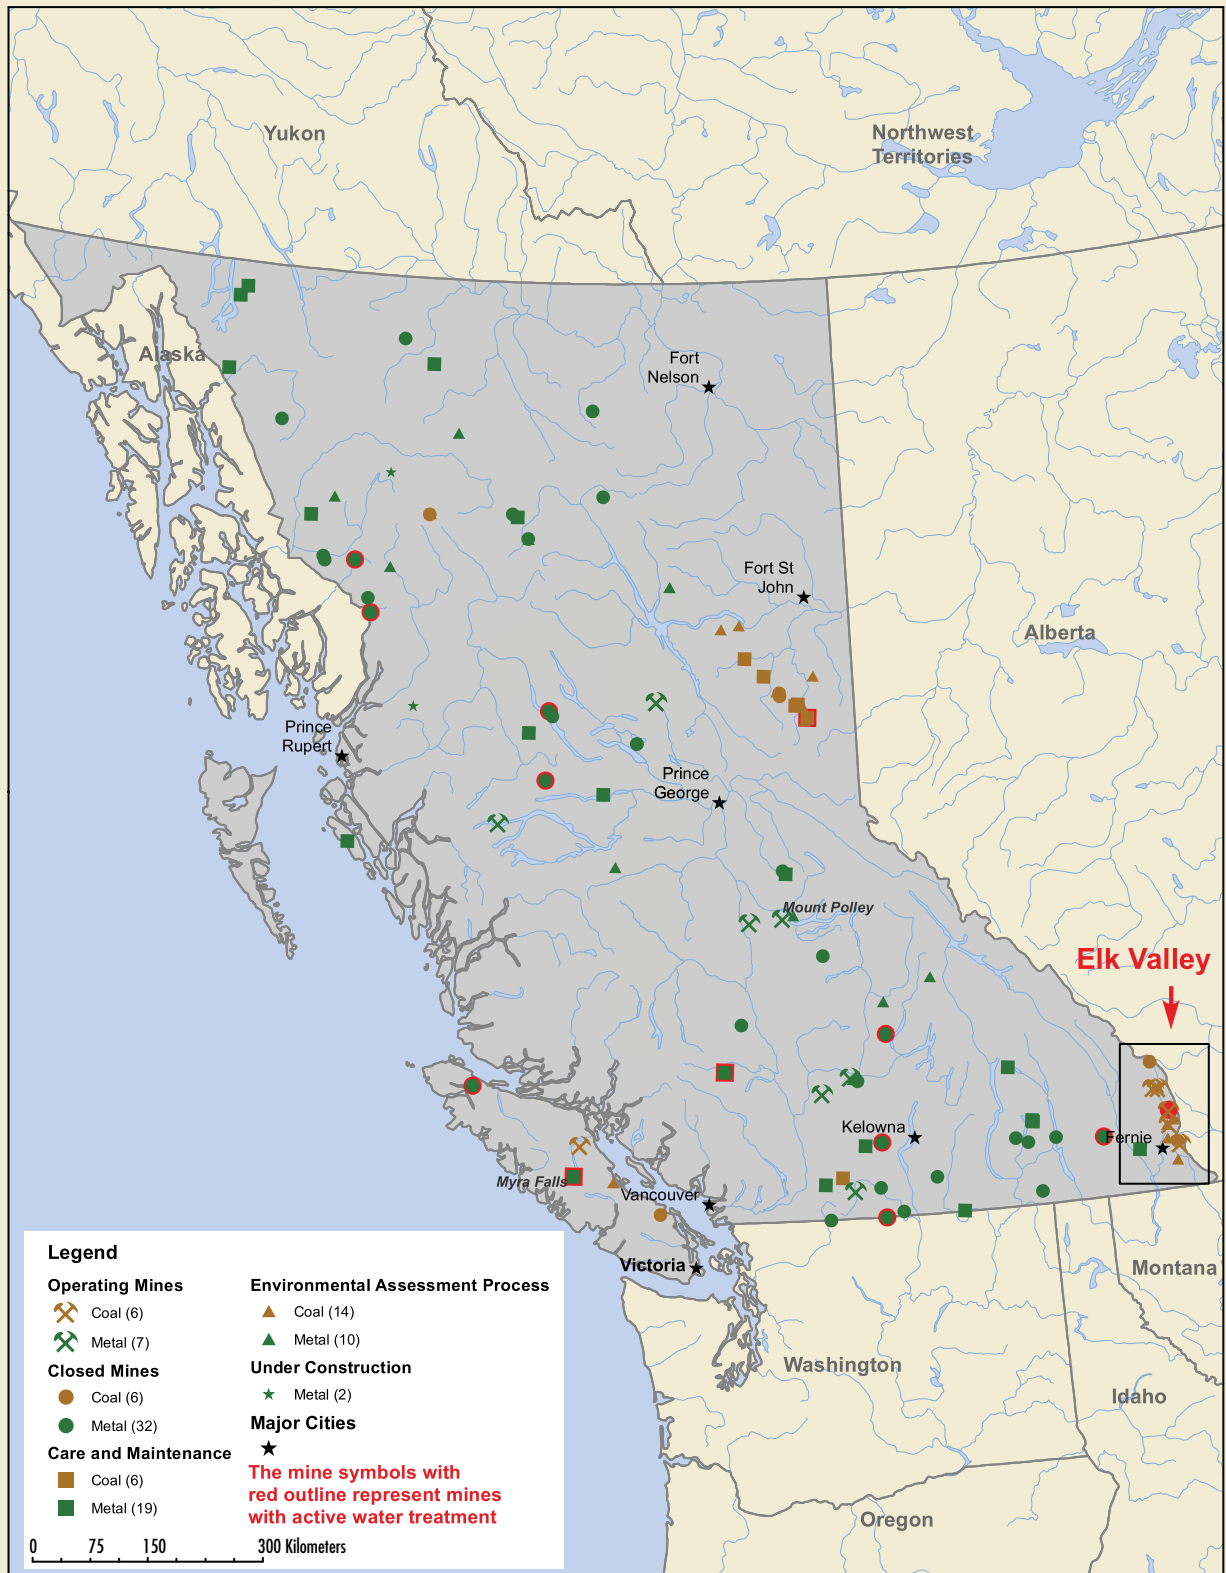 Yukon
Northwest
Territories
Alaska
Fort
Nelson
Fort St
John
Alberta
Prince
Rupert
Prince
George
Mount Polley
Elk Valley
Kelowna
Fernie
Myra Falls
Vancouver
Victoria
Montana
Washington
Idaho
Oregon
Legend
Operating Mines
Coal (6)
Metal (7)
Closed Mines
Coal (6)
Metal (32)
Care and Maintenance
Coal (6)
Metal (19)
Environmental Assessment Process
Coal (14)
Metal (10)
Under Construction
Metal (2)
Major Cities
The mine symbols with
red outline represent mines
with active water treatment
0 75 150 300 Kilometers